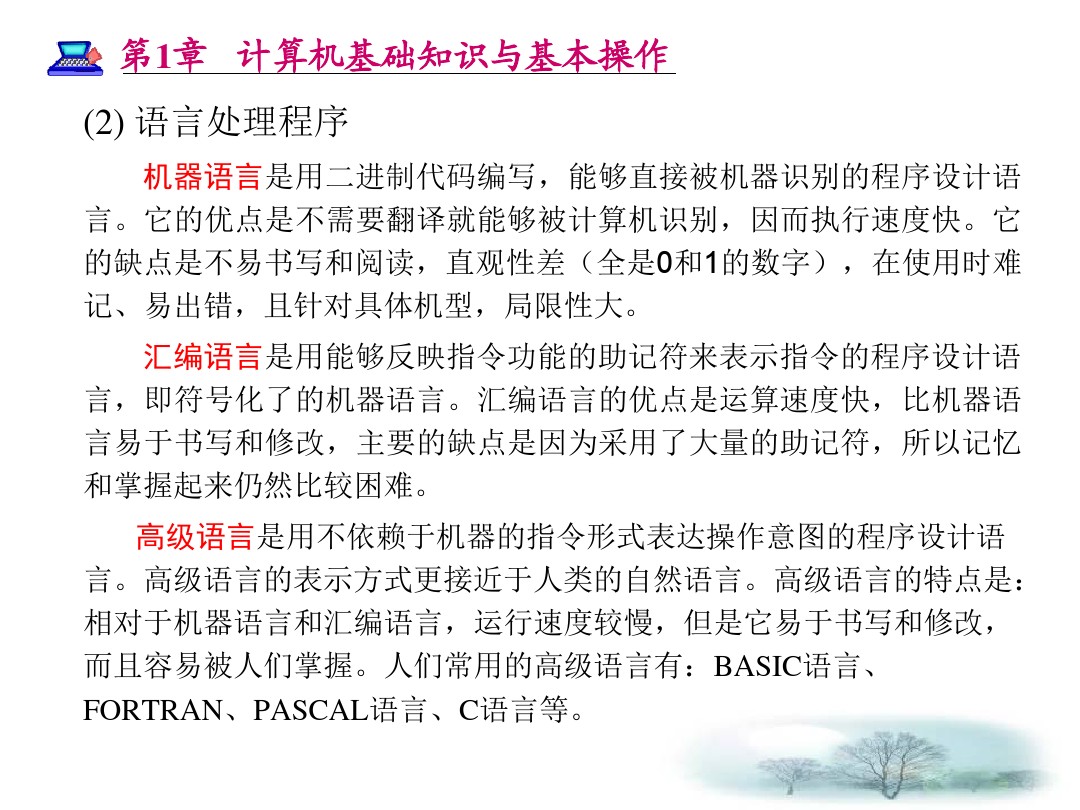 第1章 计算机基础知识与基本操作
(2) 语言处理程序
机器语言是用二进制代码编写，能够直接被机器识别的程序设计语
言。它的优点是不需要翻译就能够被计算机识别，因而执行速度快。它
的缺点是不易书写和阅读，直观性差（全是0和1的数字），在使用时难
记、易出错，且针对具体机型，局限性大。
汇编语言是用能够反映指令功能的助记符来表示指令的程序设计语
言，即符号化了的机器语言。汇编语言的优点是运算速度快，比机器语
言易于书写和修改，主要的缺点是因为采用了大量的助记符，所以记忆
和掌握起来仍然比较困难。
高级语言是用不依赖于机器的指令形式表达操作意图的程序设计语
言。高级语言的表示方式更接近于人类的自然语言。高级语言的特点是：
相对于机器语言和汇编语言，运行速度较慢，但是它易于书写和修改，
而且容易被人们掌握。人们常用的高级语言有：BASIC语言、
FORTRAN、PASCAL语言、C语言等。